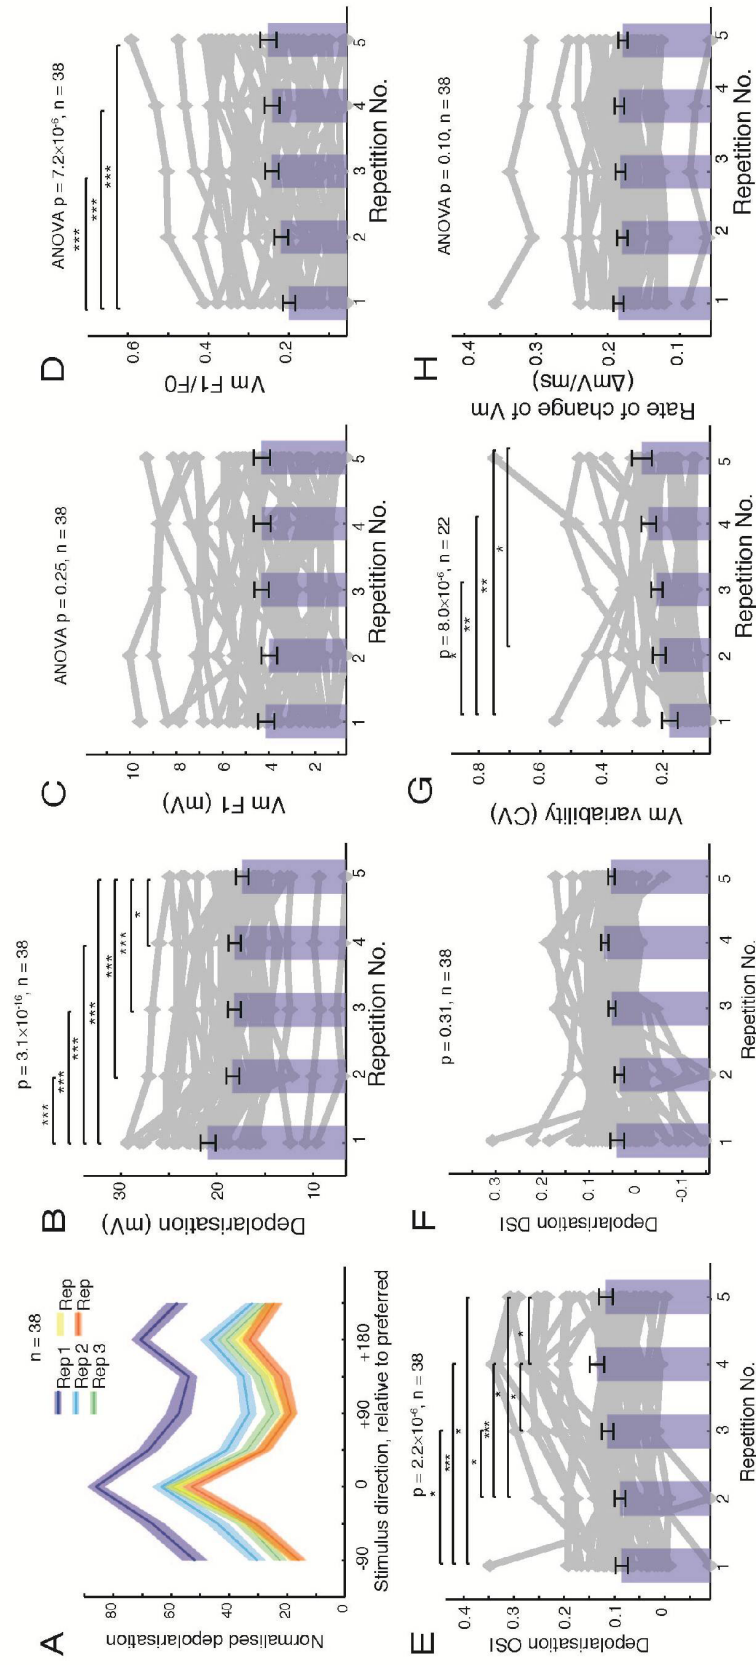 A
n = 38
Rep 1
Rep 2
Rep 3
Rep
Rep
Normalised depolarisation
80
60
40
20
0
-90
0
+90
+180
Stimulus direction, relative to preferred
B
p = 3.1×10-16, n = 38
***
***
***
***
***
***
*
Depolarisation (mV)
30
20
10
1
2
3
4
5
Repetition No.
C
ANOVA p = 0.25, n = 38
Vm F1 (mV)
10
8
6
4
2
1
2
3
4
5
Repetition No.
D
ANOVA p = 7.2×10-6, n = 38
***
***
***
Vm F1/F0
0.6
0.4
0.2
1
2
3
4
5
Repetition No.
E
p = 2.2×10-6, n = 38
*
***
*
*
***
*
*
*
Depolarisation OSI
0.4
0.3
0.2
0.1
0
1
2
3
4
5
Repetition No.
F
p = 0.31, n = 38
Depolarisation DSI
0.3
0.2
0.1
0
-0.1
1
2
3
4
5
Repetition No.
G
p = 8.0×10-6, n = 22
*
**
**
*
Vm variability (CV)
0.8
0.6
0.4
0.2
1
2
3
4
5
Repetition No.
H
ANOVA p = 0.10, n = 38
Rate of change of Vm
(ΔmV/ms)
0.4
0.3
0.2
0.1
1
2
3
4
5
Repetition No.